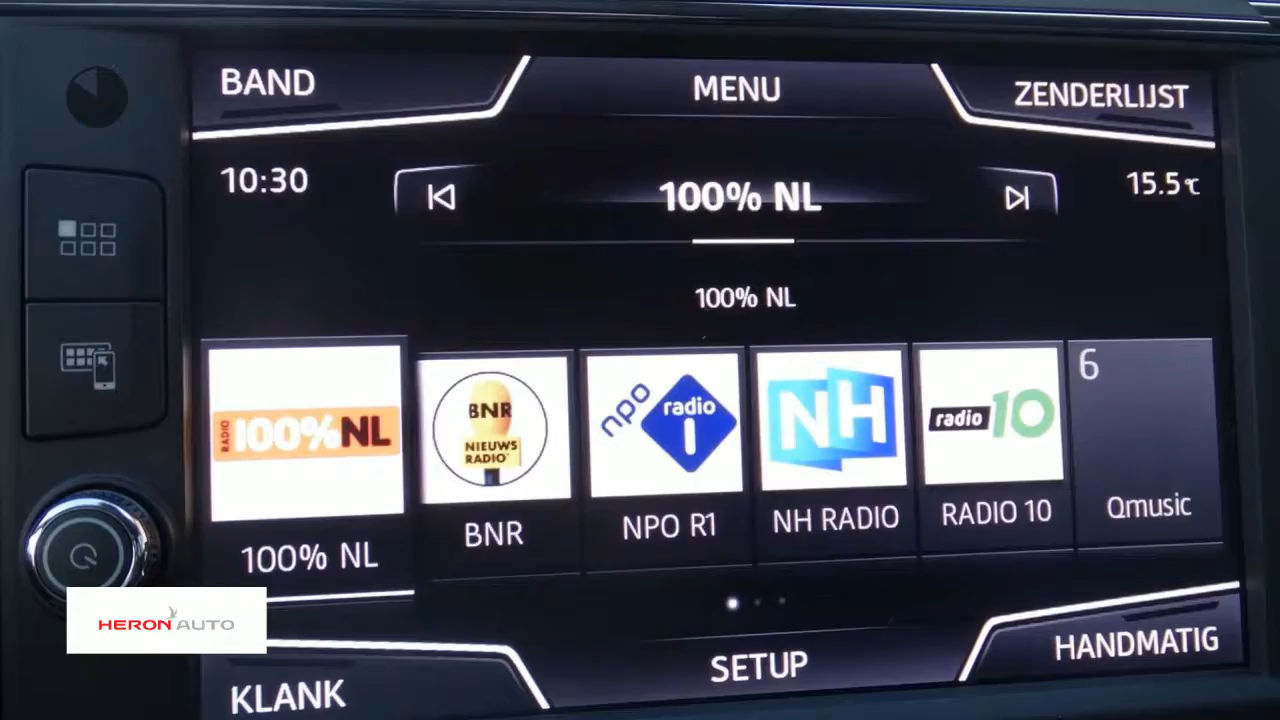 BAND
MENU
ZENDERLIJST
10:30
100% NL
15.5°C
100% NL
RADIO 100%NL
BNR
NIEUWS
RADIO
npo radio 1
NH
radio 10
6
100% NL
BNR
NPO R1
NH RADIO
RADIO 10
Qmusic
HERON AUTO
KLANK
SETUP
HANDMATIG